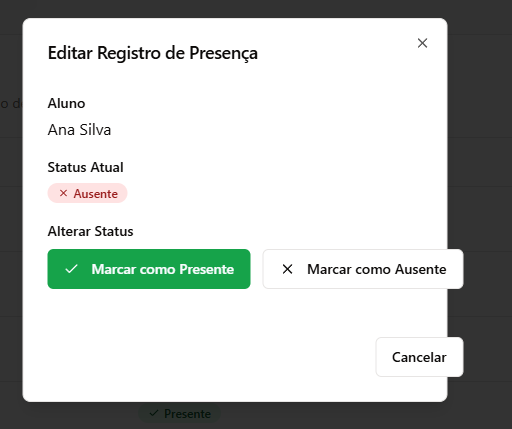 Editar Registro de Presença
Aluno
Ana Silva
Status Atual
Ausente
Alterar Status
Marcar como Presente
Marcar como Ausente
Cancelar
Presente